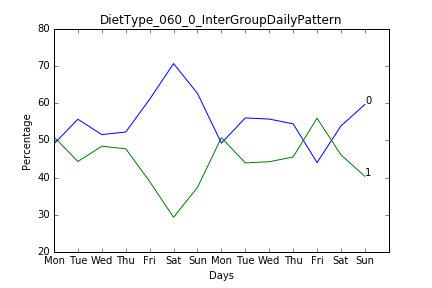 DietType_060_0_InterGroupDailyPattern
80
70
60
50
40
30
20
Percentage
0
1
Mon Tue Wed Thu Fri Sat Sun Mon Tue Wed Thu Fri Sat Sun
Days